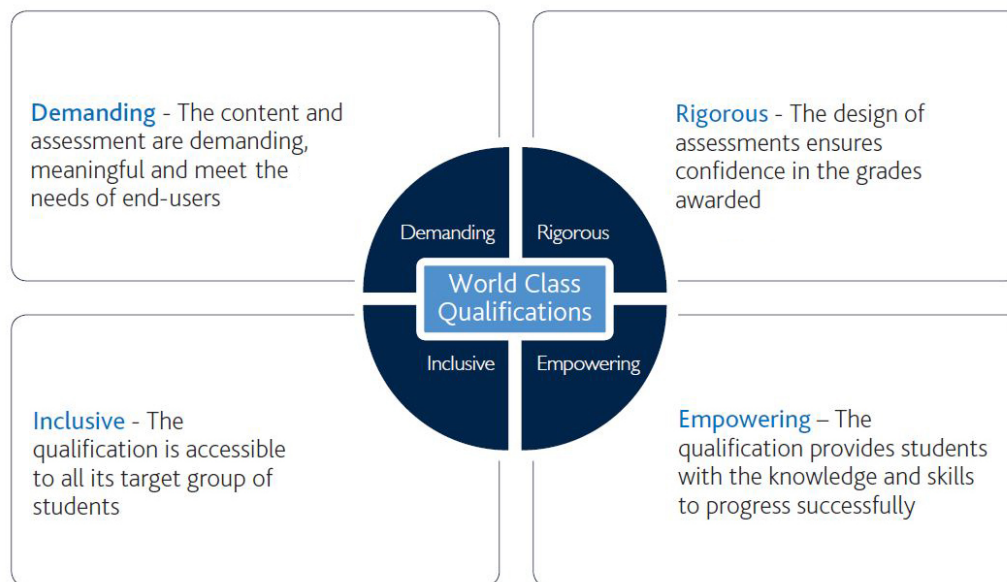 Demanding - The content and
assessment are demanding,
meaningful and meet the
needs of end-users
Rigorous - The design of
assessments ensures
confidence in the grades
awarded
Demanding
Rigorous
World Class
Qualifications
Inclusive
Empowering
Inclusive - The
qualification is accessible
to all its target group of
students
Empowering – The
qualification provides students
with the knowledge and skills
to progress successfully